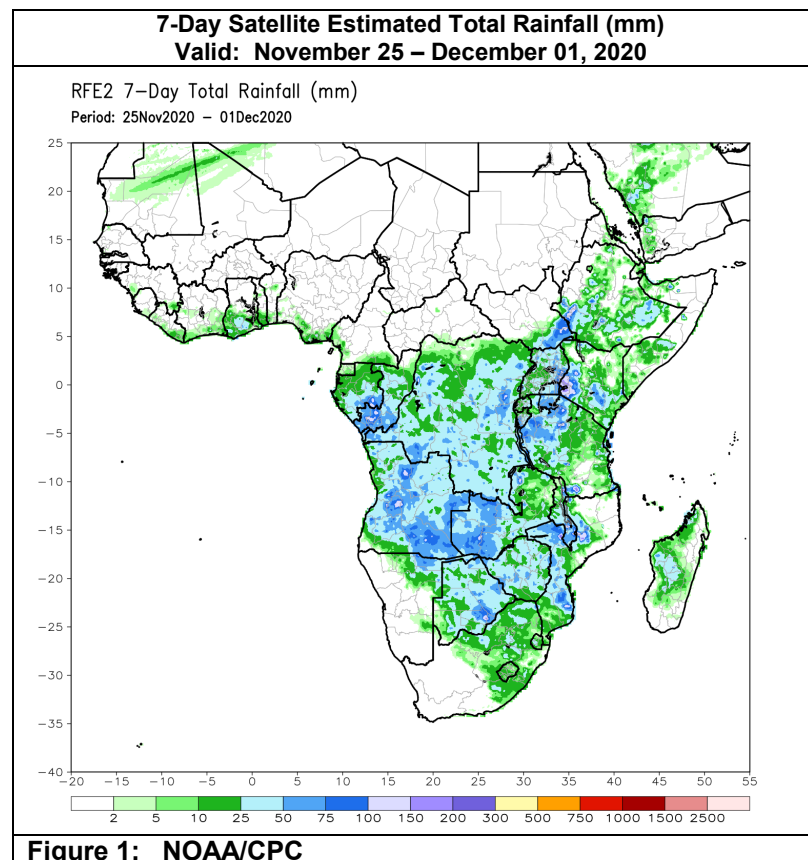 7-Day Satellite Estimated Total Rainfall (mm)
Valid: November 25 – December 01, 2020
RFE2 7-Day Total Rainfall (mm)
Period: 25Nov2020 – 01Dec2020
25
20
15
10
5
0
-5
-10
-15
-20
-25
-30
-35
-40
-20 -15 -10 -5 0 5 10 15 20 25 30 35 40 45 50 55
2 5 10 25 50 75 100 150 200 300 500 750 1000 1500 2500
Figure 1: NOAA/CPC